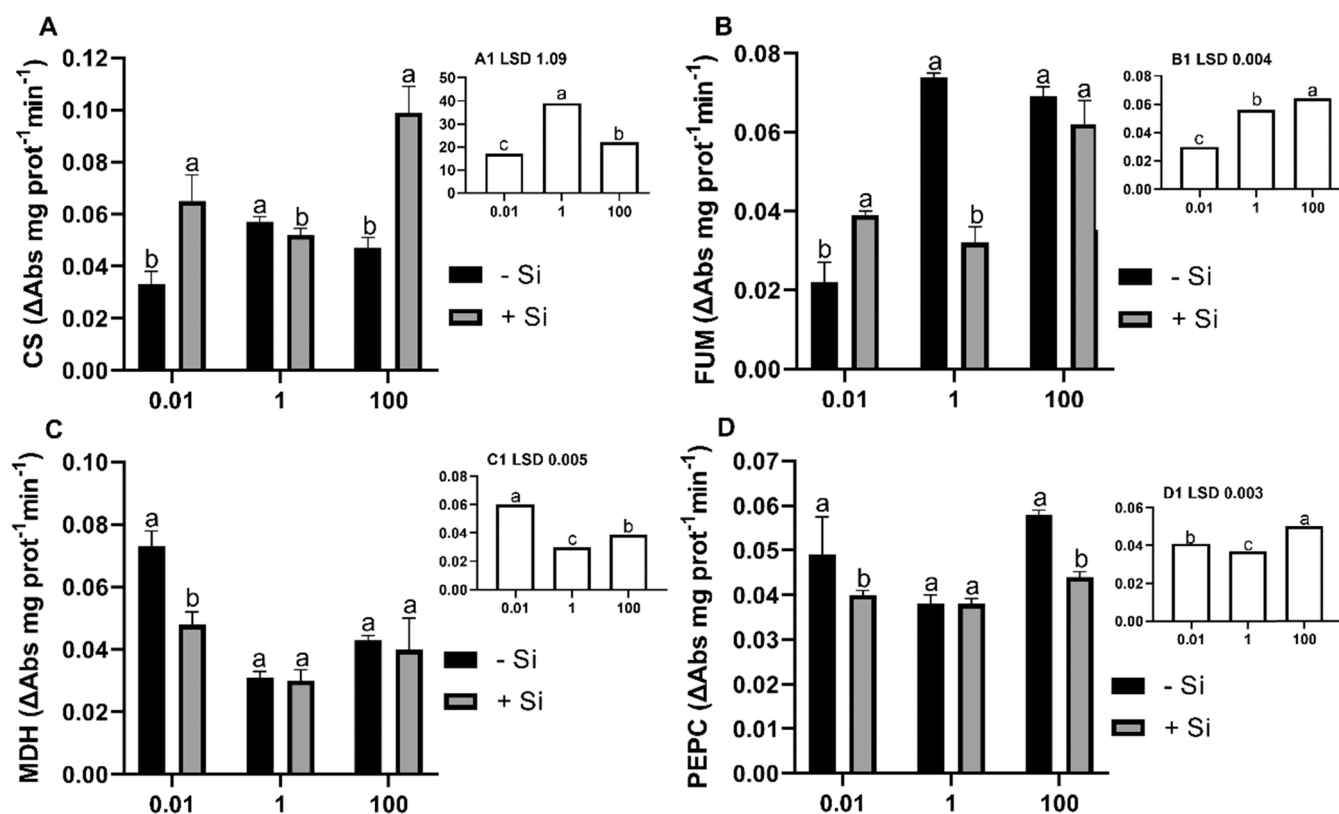 A
CS (ΔAbs mg prot⁻¹min⁻¹)
0.12
0.10
0.08
0.06
0.04
0.02
0.00
b
a
a
b
b
a
0.01
1
100
A1 LSD 1.09
50
40
30
20
10
0
c
a
b
0.01
1
100
- Si
+ Si
B
FUM (ΔAbs mg prot⁻¹min⁻¹)
0.08
0.06
0.04
0.02
0.00
b
a
a
b
a
a
0.01
1
100
B1 LSD 0.004
0.08
0.06
0.04
0.02
0.00
c
b
a
0.01
1
100
- Si
+ Si
C
MDH (ΔAbs mg prot⁻¹min⁻¹)
0.10
0.08
0.06
0.04
0.02
0.00
a
b
a
a
a
a
0.01
1
100
C1 LSD 0.005
0.08
0.06
0.04
0.02
0.00
a
c
b
0.01
1
100
- Si
+ Si
D
PEPC (ΔAbs mg prot⁻¹min⁻¹)
0.07
0.06
0.05
0.04
0.03
0.02
0.01
0.00
a
b
a
a
a
b
0.01
1
100
D1 LSD 0.003
0.06
0.04
0.02
0.00
b
c
a
0.01
1
100
- Si
+ Si